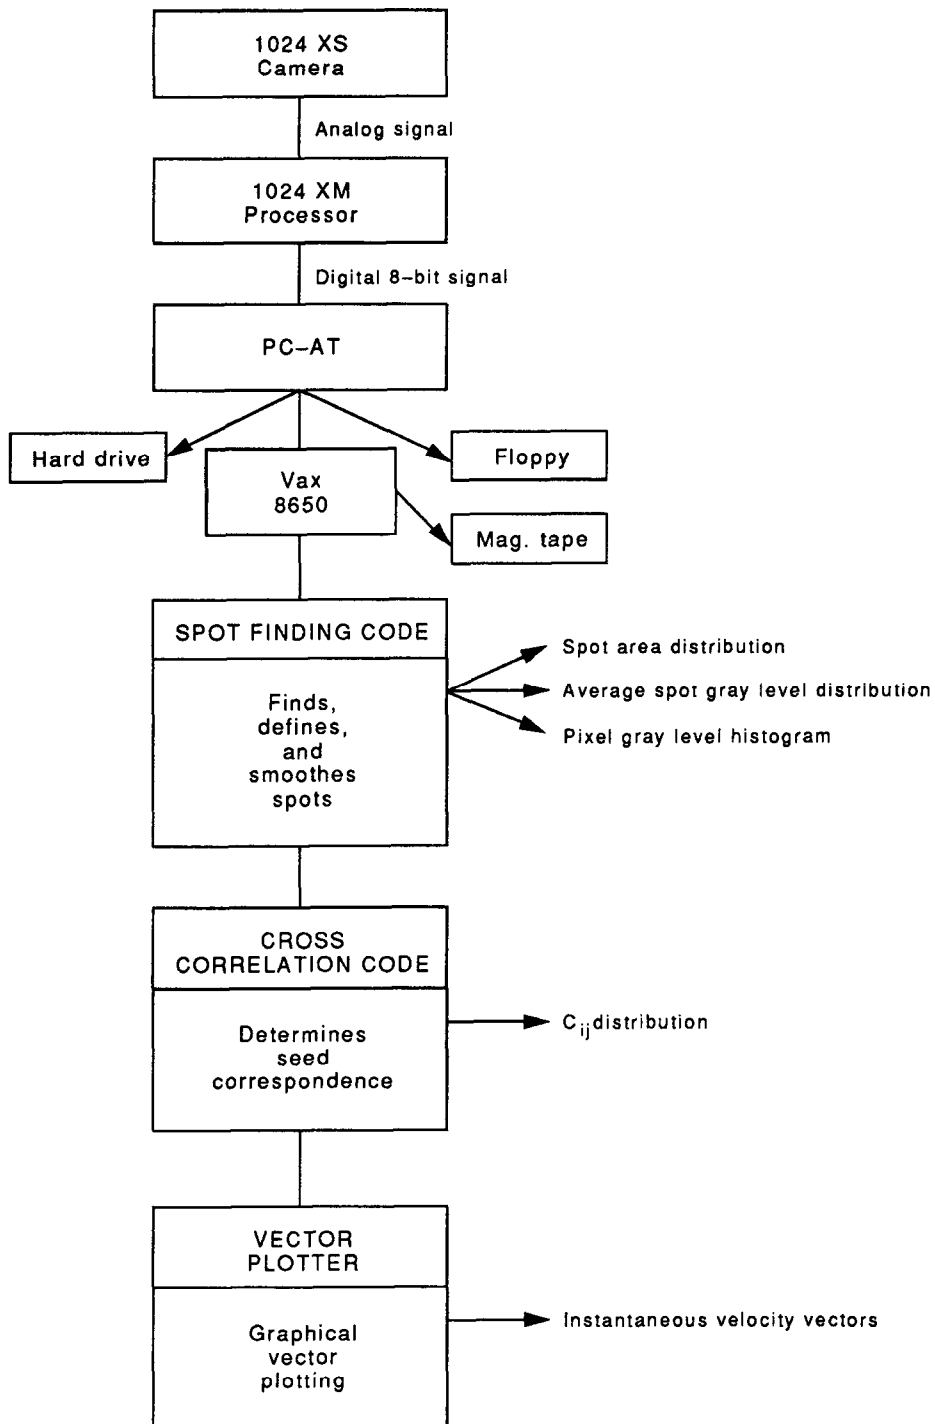 1024 XS
Camera
Analog signal
1024 XM
Processor
Digital 8-bit signal
PC-AT
Hard drive
Floppy
Vax
8650
Mag. tape
SPOT FINDING CODE
Finds,
defines,
and
smoothes
spots
Spot area distribution
Average spot gray level distribution
Pixel gray level histogram
CROSS
CORRELATION CODE
Determines
seed
correspondence
Cij distribution
VECTOR
PLOTTER
Graphical
vector
plotting
Instantaneous velocity vectors